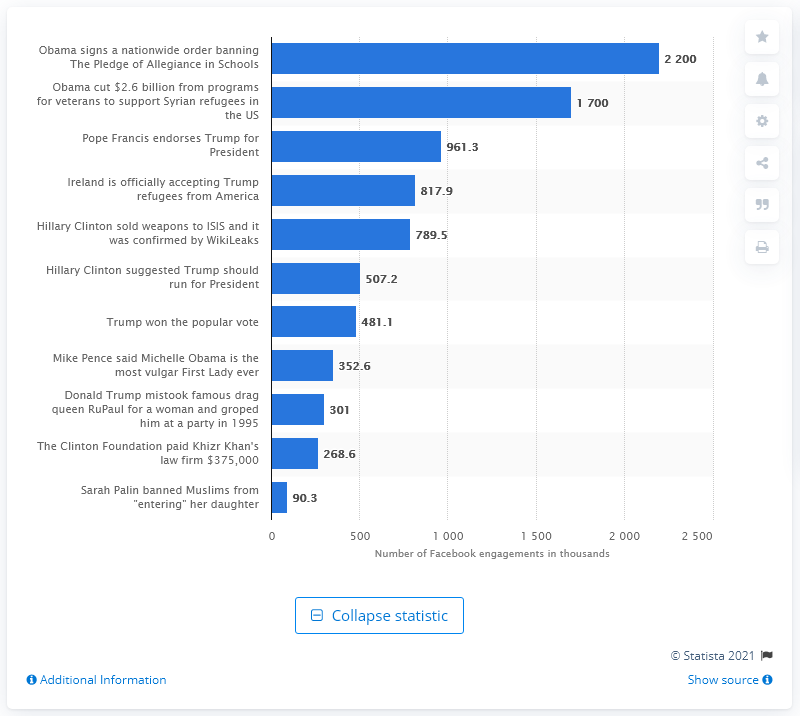 Obama signs a nationwide order banning
The Pledge of Allegiance in Schools
2 200
Obama cut $2.6 billion from programs
for veterans to support Syrian refugees in
the US
1 700
Pope Francis endorses Trump for
President
961.3
Ireland is officially accepting Trump
refugees from America
817.9
Hillary Clinton sold weapons to ISIS and it
was confirmed by WikiLeaks
789.5
Hillary Clinton suggested Trump should
run for President
507.2
Trump won the popular vote
481.1
Mike Pence said Michelle Obama is the
most vulgar First Lady ever
352.6
Donald Trump mistook famous drag
queen RuPaul for a woman and groped
him at a party in 1995
301
The Clinton Foundation paid Khizr Khan's
law firm $375,000
268.6
Sarah Palin banned Muslims from
"entering" her daughter
90.3
0 500 1 000 1 500 2 000 2 500
Number of Facebook engagements in thousands
Collapse statistic
© Statista 2021
Additional Information
Show source